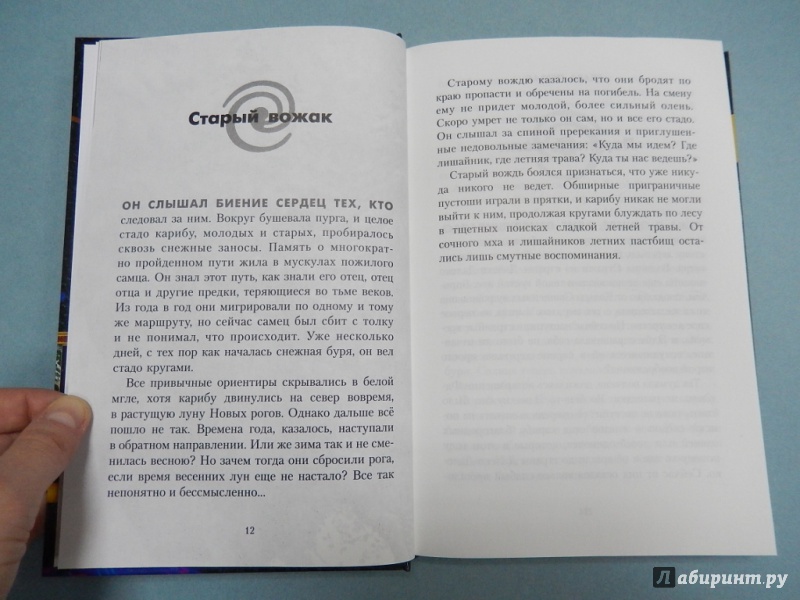 Старый вожак
ОН СЛЫШАЛ БИЕНИЕ СЕРДЕЦ ТЕХ, КТО
следовал за ним. Вокруг бушевала пурга, и целое
стадо карибу, молодых и старых, пробиралось
сквозь снежные заносы. Память о многократ-
но пройденном пути жила в мускулах пожилого
самца. Он знал этот путь, как знали его отец, отец
отца и другие предки, теряющиеся во тьме веков.
Из года в год они мигрировали по одному и тому
же маршруту, но сейчас самец был сбит с толку
и не понимал, что происходит. Уже несколько
дней, с тех пор как началась снежная буря, он вел
стадо кругами.
Все привычные ориентиры скрывались в белой
мгле, хотя карибу двинулись на север вовремя,
в растущую луну Новых рогов. Однако дальше всё
пошло не так. Времена года, казалось, наступали
в обратном направлении. Или же зима так и не сме-
нилась весною? Но зачем тогда они сбросили рога,
если время весенних лун еще не настало? Все так
непонятно и бессмысленно...
12
Старому вождю казалось, что они бродят по
краю пропасти и обречены на погибель. На смену
ему не придет молодой, более сильный олень.
Скоро умрет не только он сам, но и все его стадо.
Он слышал за спиной пререкания и приглушен-
ные недовольные замечания: «Куда мы идем? Где
лишайник, где летняя трава? Куда ты нас ведешь?»
Старый вождь боялся признаться, что уже нику-
да никого не ведет. Обширные приграничные
пустоши играли в прятки, и карибу никак не могли
выйти к ним, продолжая кругами блуждать по лесу
в тщетных поисках сладкой летней травы. От
сочного мха и лишайников летних пастбищ оста-
лись лишь смутные воспоминания.
Лабиринт.ру